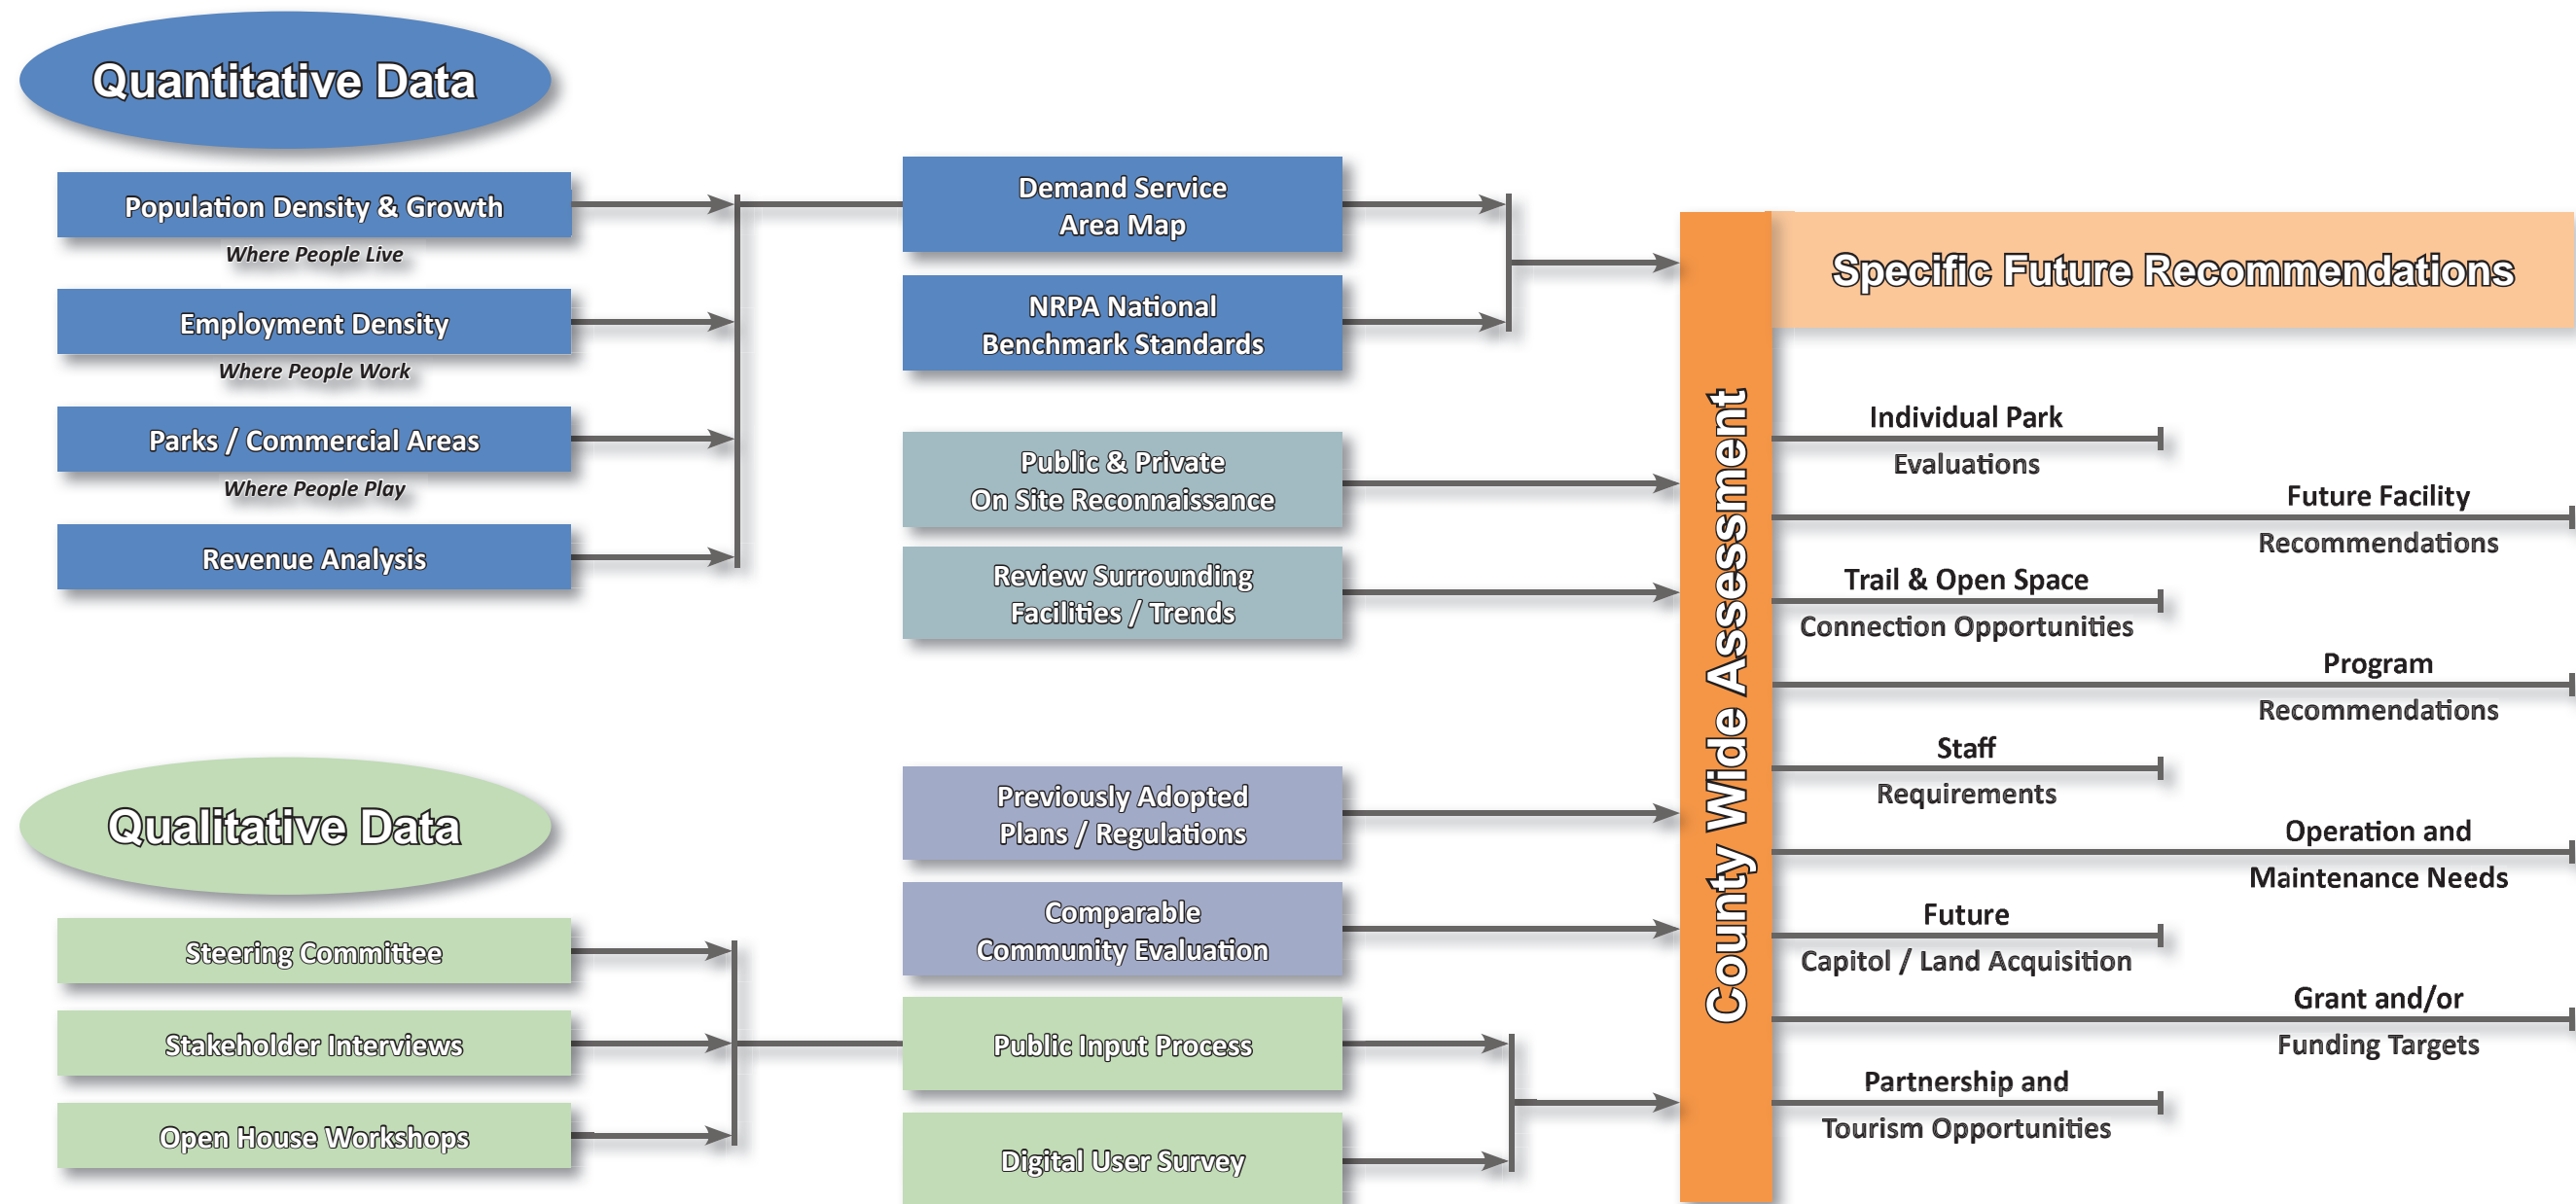 Quantitative Data
Population Density & Growth
Where People Live
Employment Density
Where People Work
Parks / Commercial Areas
Where People Play
Revenue Analysis
Qualitative Data
Steering Committee
Stakeholder Interviews
Open House Workshops
Demand Service
Area Map
NRPA National
Benchmark Standards
Public & Private
On Site Reconnaissance
Review Surrounding
Facilities / Trends
Previously Adopted
Plans / Regulations
Comparable
Community Evaluation
Public Input Process
Digital User Survey
County Wide Assessment
Specific Future Recommendations
Individual Park
Evaluations
Future Facility
Recommendations
Trail & Open Space
Connection Opportunities
Program
Recommendations
Staff
Requirements
Operation and
Maintenance Needs
Future
Capitol / Land Acquisition
Grant and/or
Funding Targets
Partnership and
Tourism Opportunities